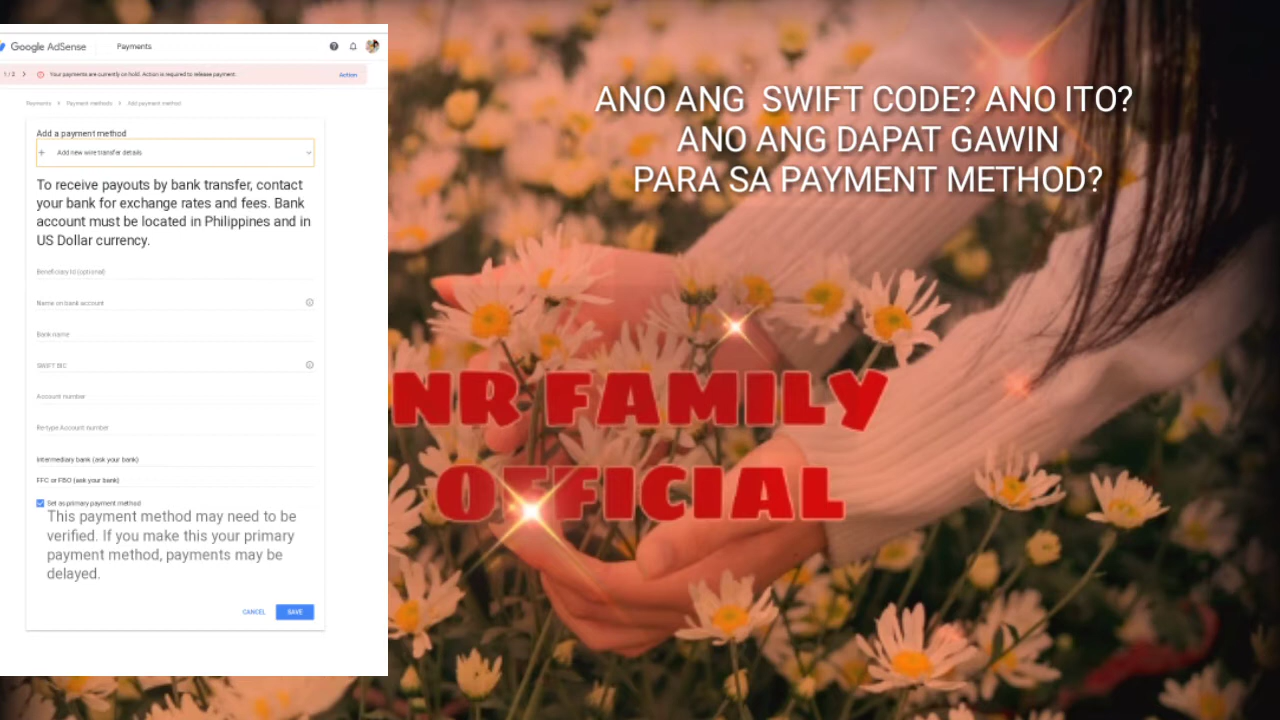 Google AdSense Payments
1 / 2 Your payments are currently on hold. Action is required to release payment. Action
Payments > Payment methods > Add payment method
Add a payment method
+ Add new wire transfer details
To receive payouts by bank transfer, contact
your bank for exchange rates and fees. Bank
account must be located in Philippines and in
US Dollar currency.
Beneficiary Id (optional)
Name on bank account
Bank name
SWIFT BIC
Account number
Re-type Account number
Intermediary bank (ask your bank)
FFC or FBO (ask your bank)
Set as primary payment method
This payment method may need to be
verified. If you make this your primary
payment method, payments may be
delayed.
CANCEL SAVE
ANO ANG SWIFT CODE? ANO ITO?
ANO ANG DAPAT GAWIN
PARA SA PAYMENT METHOD?
NR FAMILY
OFFICIAL